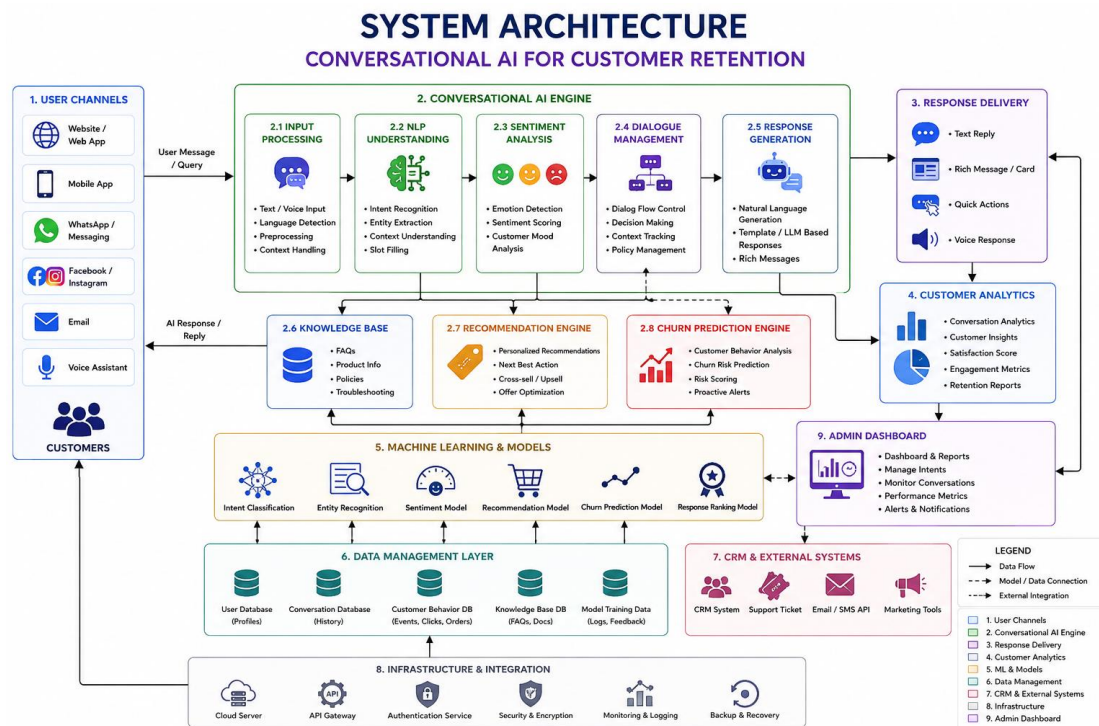 SYSTEM ARCHITECTURE
CONVERSATIONAL AI FOR CUSTOMER RETENTION
1. USER CHANNELS
Website /
Web App
Mobile App
WhatsApp /
Messaging
Facebook /
Instagram
Email
Voice Assistant
CUSTOMERS
User Message
/ Query
AI Response /
Reply
2. CONVERSATIONAL AI ENGINE
2.1 INPUT
PROCESSING
• Text / Voice Input
• Language Detection
• Preprocessing
• Context Handling
2.2 NLP
UNDERSTANDING
• Intent Recognition
• Entity Extraction
• Context Understanding
• Slot Filling
2.3 SENTIMENT
ANALYSIS
• Emotion Detection
• Sentiment Scoring
• Customer Mood
Analysis
2.4 DIALOGUE
MANAGEMENT
• Dialog Flow Control
• Decision Making
• Context Tracking
• Policy Management
2.5 RESPONSE
GENERATION
• Natural Language
Generation
• Template / LLM Based
Responses
• Rich Messages
3. RESPONSE DELIVERY
• Text Reply
• Rich Message / Card
• Quick Actions
• Voice Response
2.6 KNOWLEDGE BASE
• FAQs
• Product Info
• Policies
• Troubleshooting
2.7 RECOMMENDATION ENGINE
• Personalized Recommendations
• Next Best Action
• Cross-sell / Upsell
• Offer Optimization
2.8 CHURN PREDICTION ENGINE
• Customer Behavior Analysis
• Churn Risk Prediction
• Risk Scoring
• Proactive Alerts
4. CUSTOMER ANALYTICS
• Conversation Analytics
• Customer Insights
• Satisfaction Score
• Engagement Metrics
• Retention Reports
5. MACHINE LEARNING & MODELS
Intent Classification
Entity Recognition
Sentiment Model
Recommendation Model
Churn Prediction Model
Response Ranking Model
9. ADMIN DASHBOARD
• Dashboard & Reports
• Manage Intents
• Monitor Conversations
• Performance Metrics
• Alerts & Notifications
6. DATA MANAGEMENT LAYER
User Database
(Profiles)
Conversation Database
(History)
Customer Behavior DB
(Events, Clicks, Orders)
Knowledge Base DB
(FAQs, Docs)
Model Training Data
(Logs, Feedback)
7. CRM & EXTERNAL SYSTEMS
CRM System
Support Ticket
Email / SMS API
Marketing Tools
8. INFRASTRUCTURE & INTEGRATION
Cloud Server
API
API Gateway
Authentication Service
Security & Encryption
Monitoring & Logging
Backup & Recovery
LEGEND
Data Flow
Model / Data Connection
External Integration
1. User Channels
2. Conversational AI Engine
3. Response Delivery
4. Customer Analytics
5. ML & Models
6. Data Management
7. CRM & External Systems
8. Infrastructure
9. Admin Dashboard